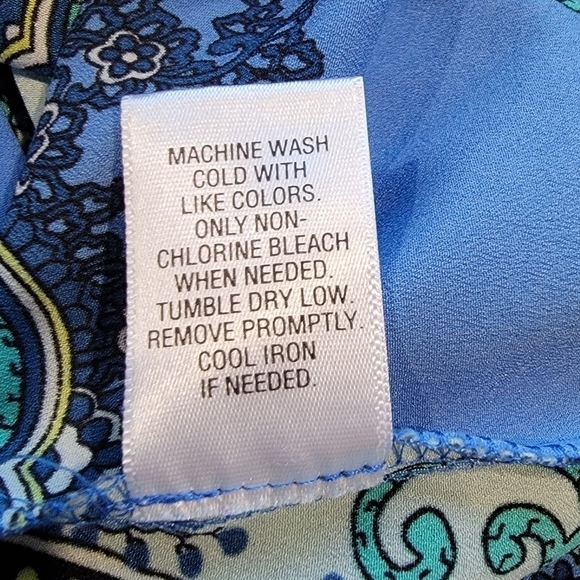 MACHINE WASH
COLD WITH
LIKE COLORS.
ONLY NON-
CHLORINE BLEACH
WHEN NEEDED.
TUMBLE DRY LOW.
REMOVE PROMPTLY.
COOL IRON
IF NEEDED.